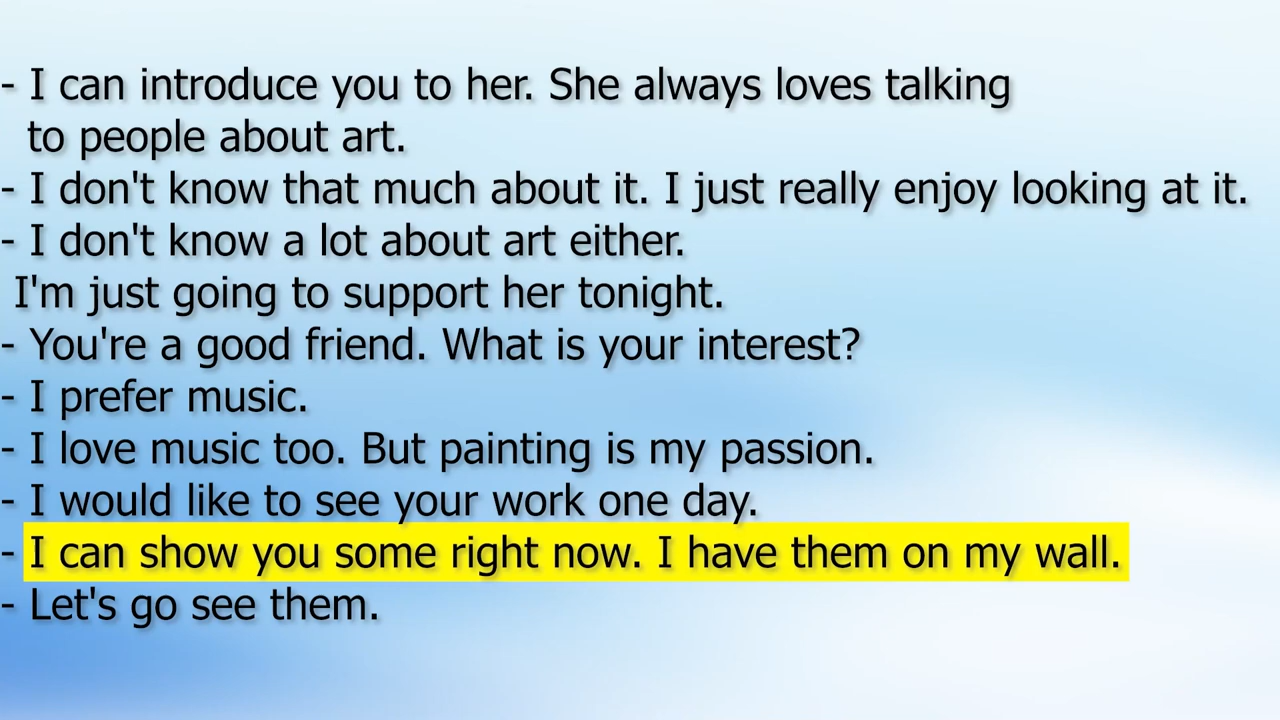 - I can introduce you to her. She always loves talking
to people about art.
- I don't know that much about it. I just really enjoy looking at it.
- I don't know a lot about art either.
I'm just going to support her tonight.
- You're a good friend. What is your interest?
- I prefer music.
- I love music too. But painting is my passion.
- I would like to see your work one day.
- I can show you some right now. I have them on my wall.
- Let's go see them.